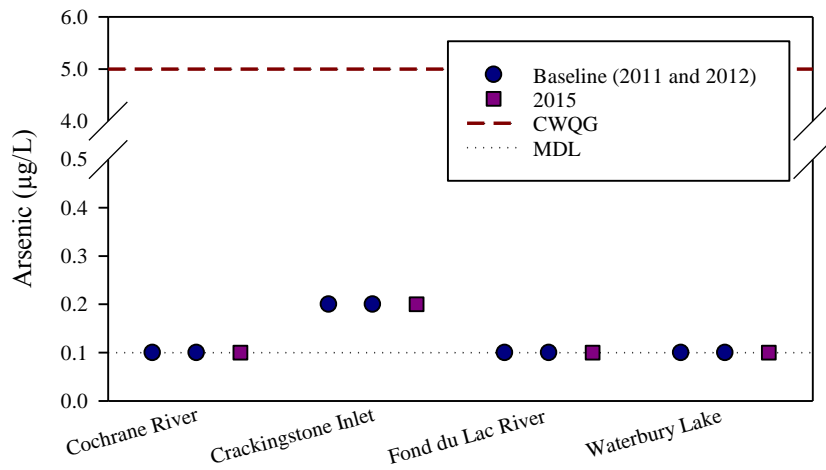 6.0
5.0
4.0
0.5
0.4
0.3
0.2
0.1
0.0
Arsenic (µg/L)
Baseline (2011 and 2012)
2015
CWQG
MDL
Cochrane River
Crackingstone Inlet
Fond du Lac River
Waterbury Lake